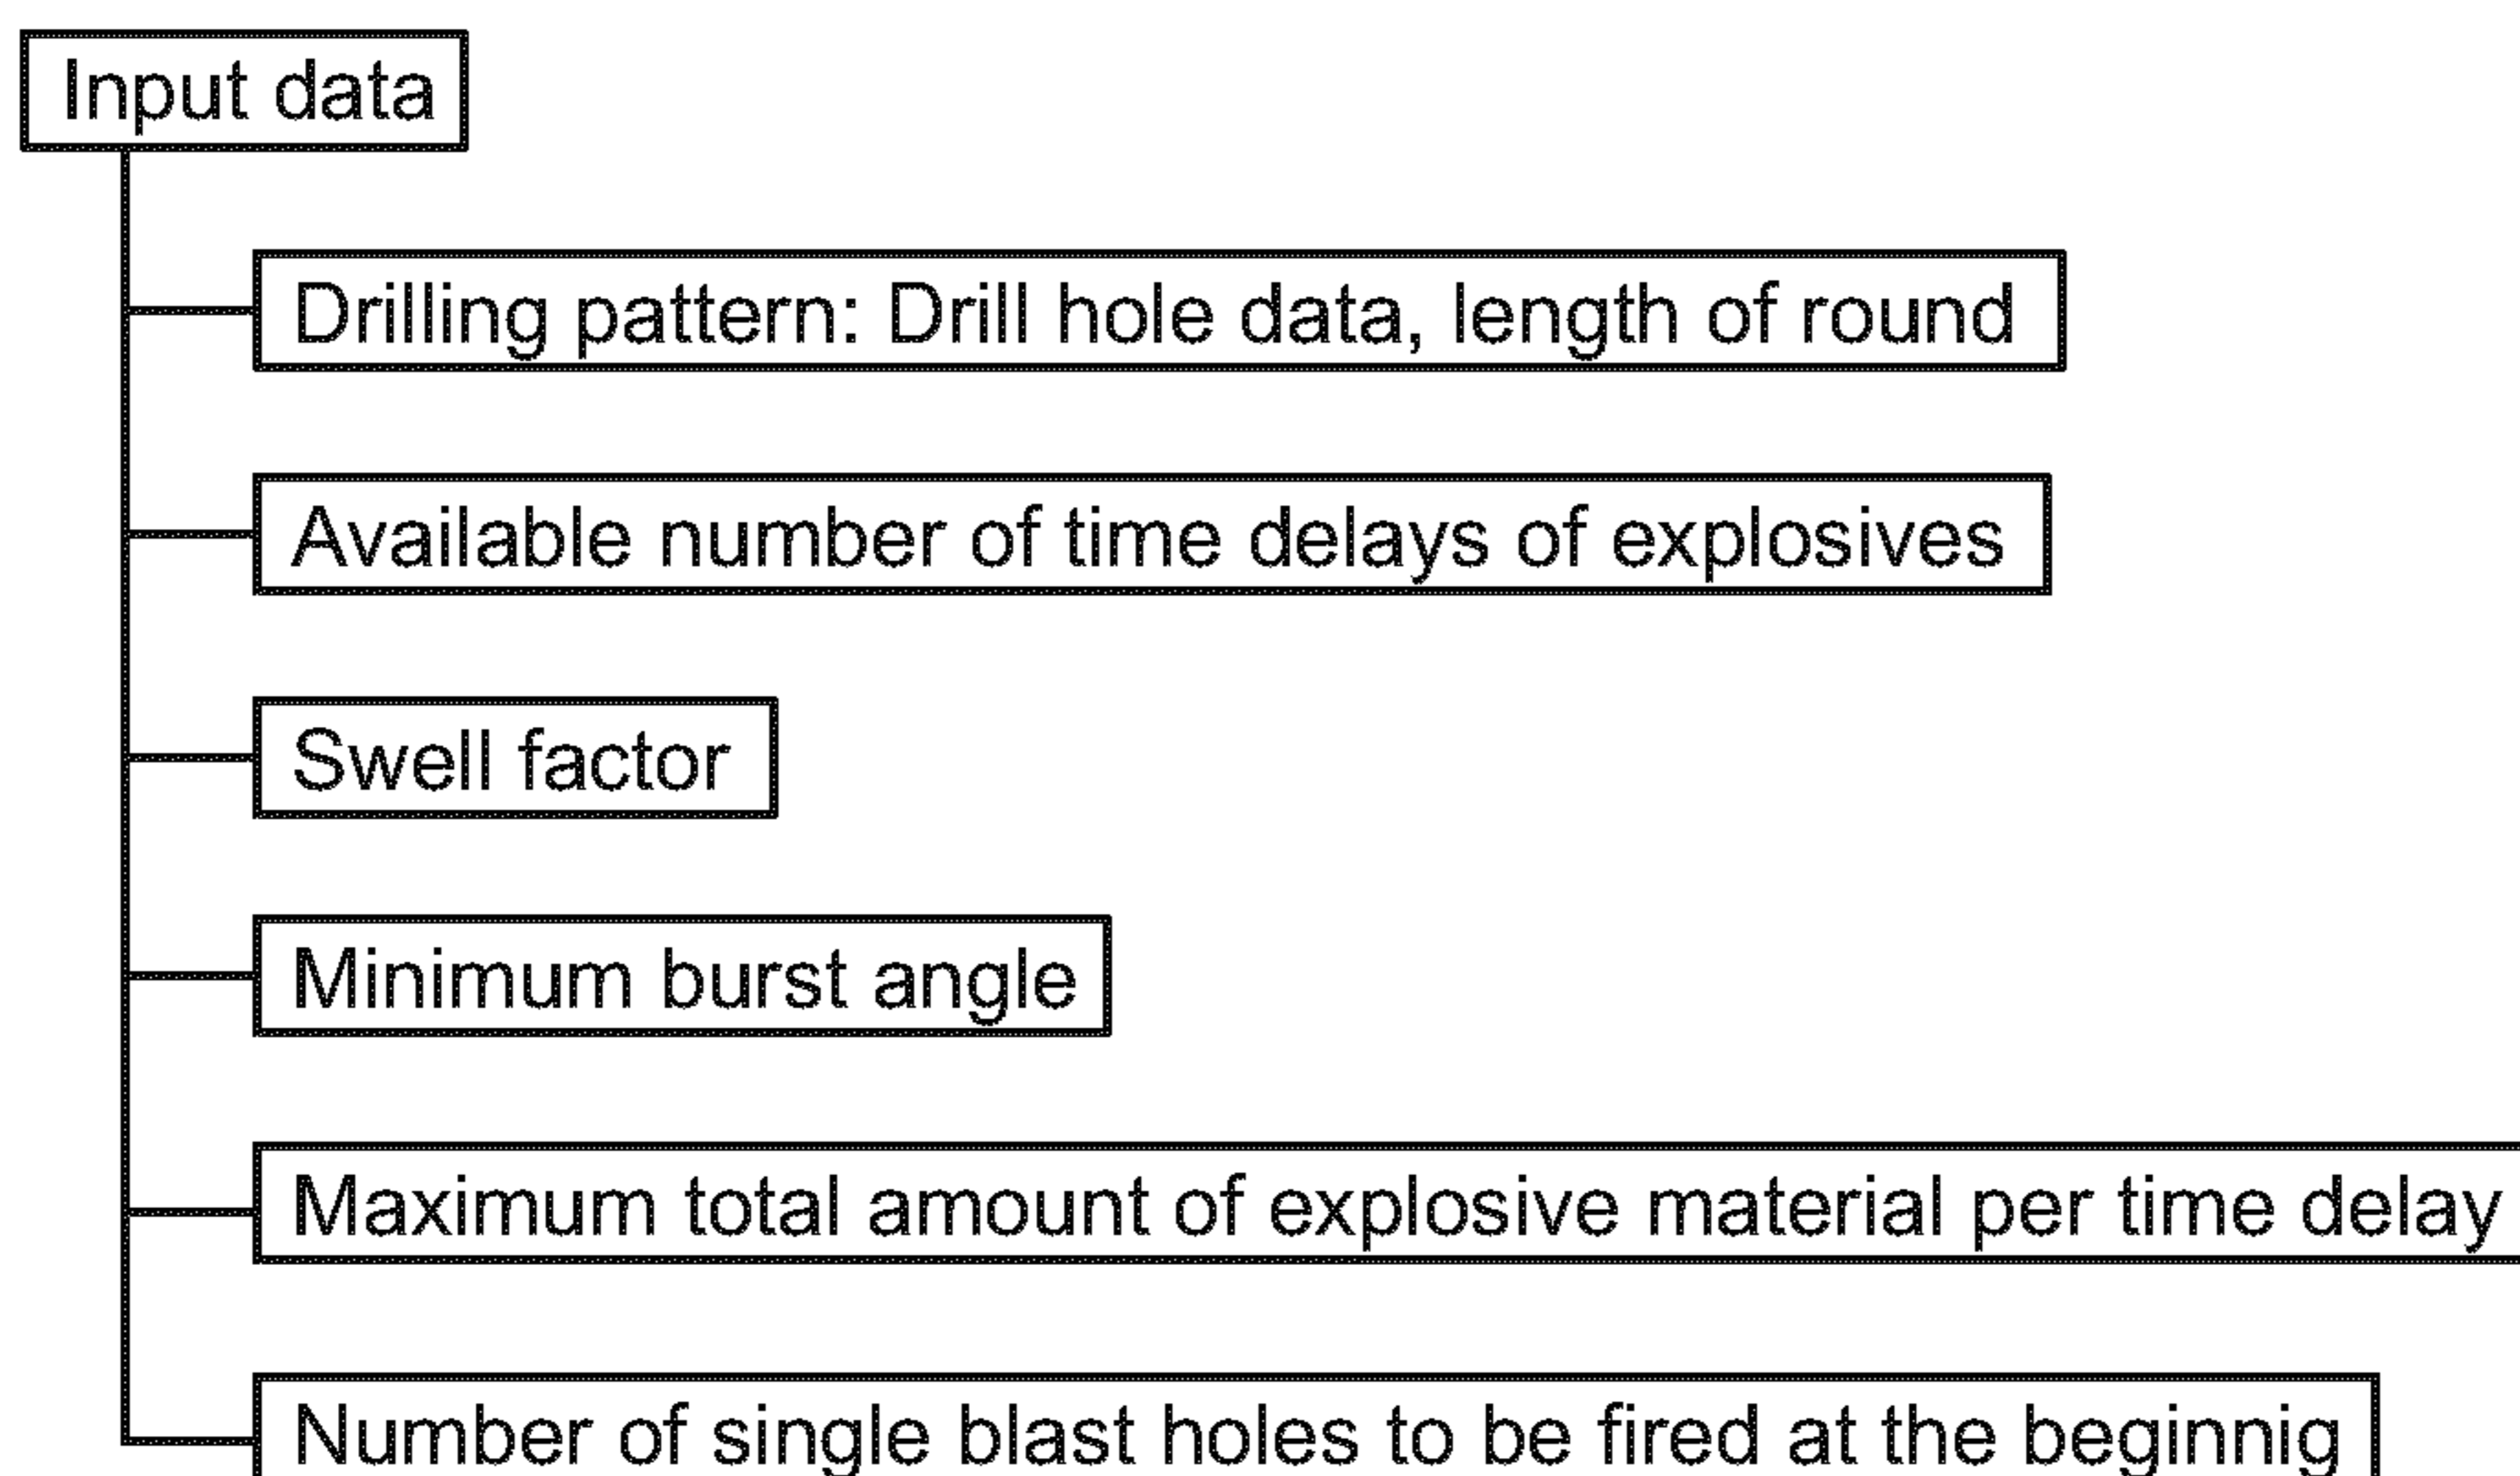 Input data
Drilling pattern: Drill hole data, length of round
Available number of time delays of explosives
Swell factor
Minimum burst angle
Maximum total amount of explosive material per time delay
Number of single blast holes to be fired at the beginnig